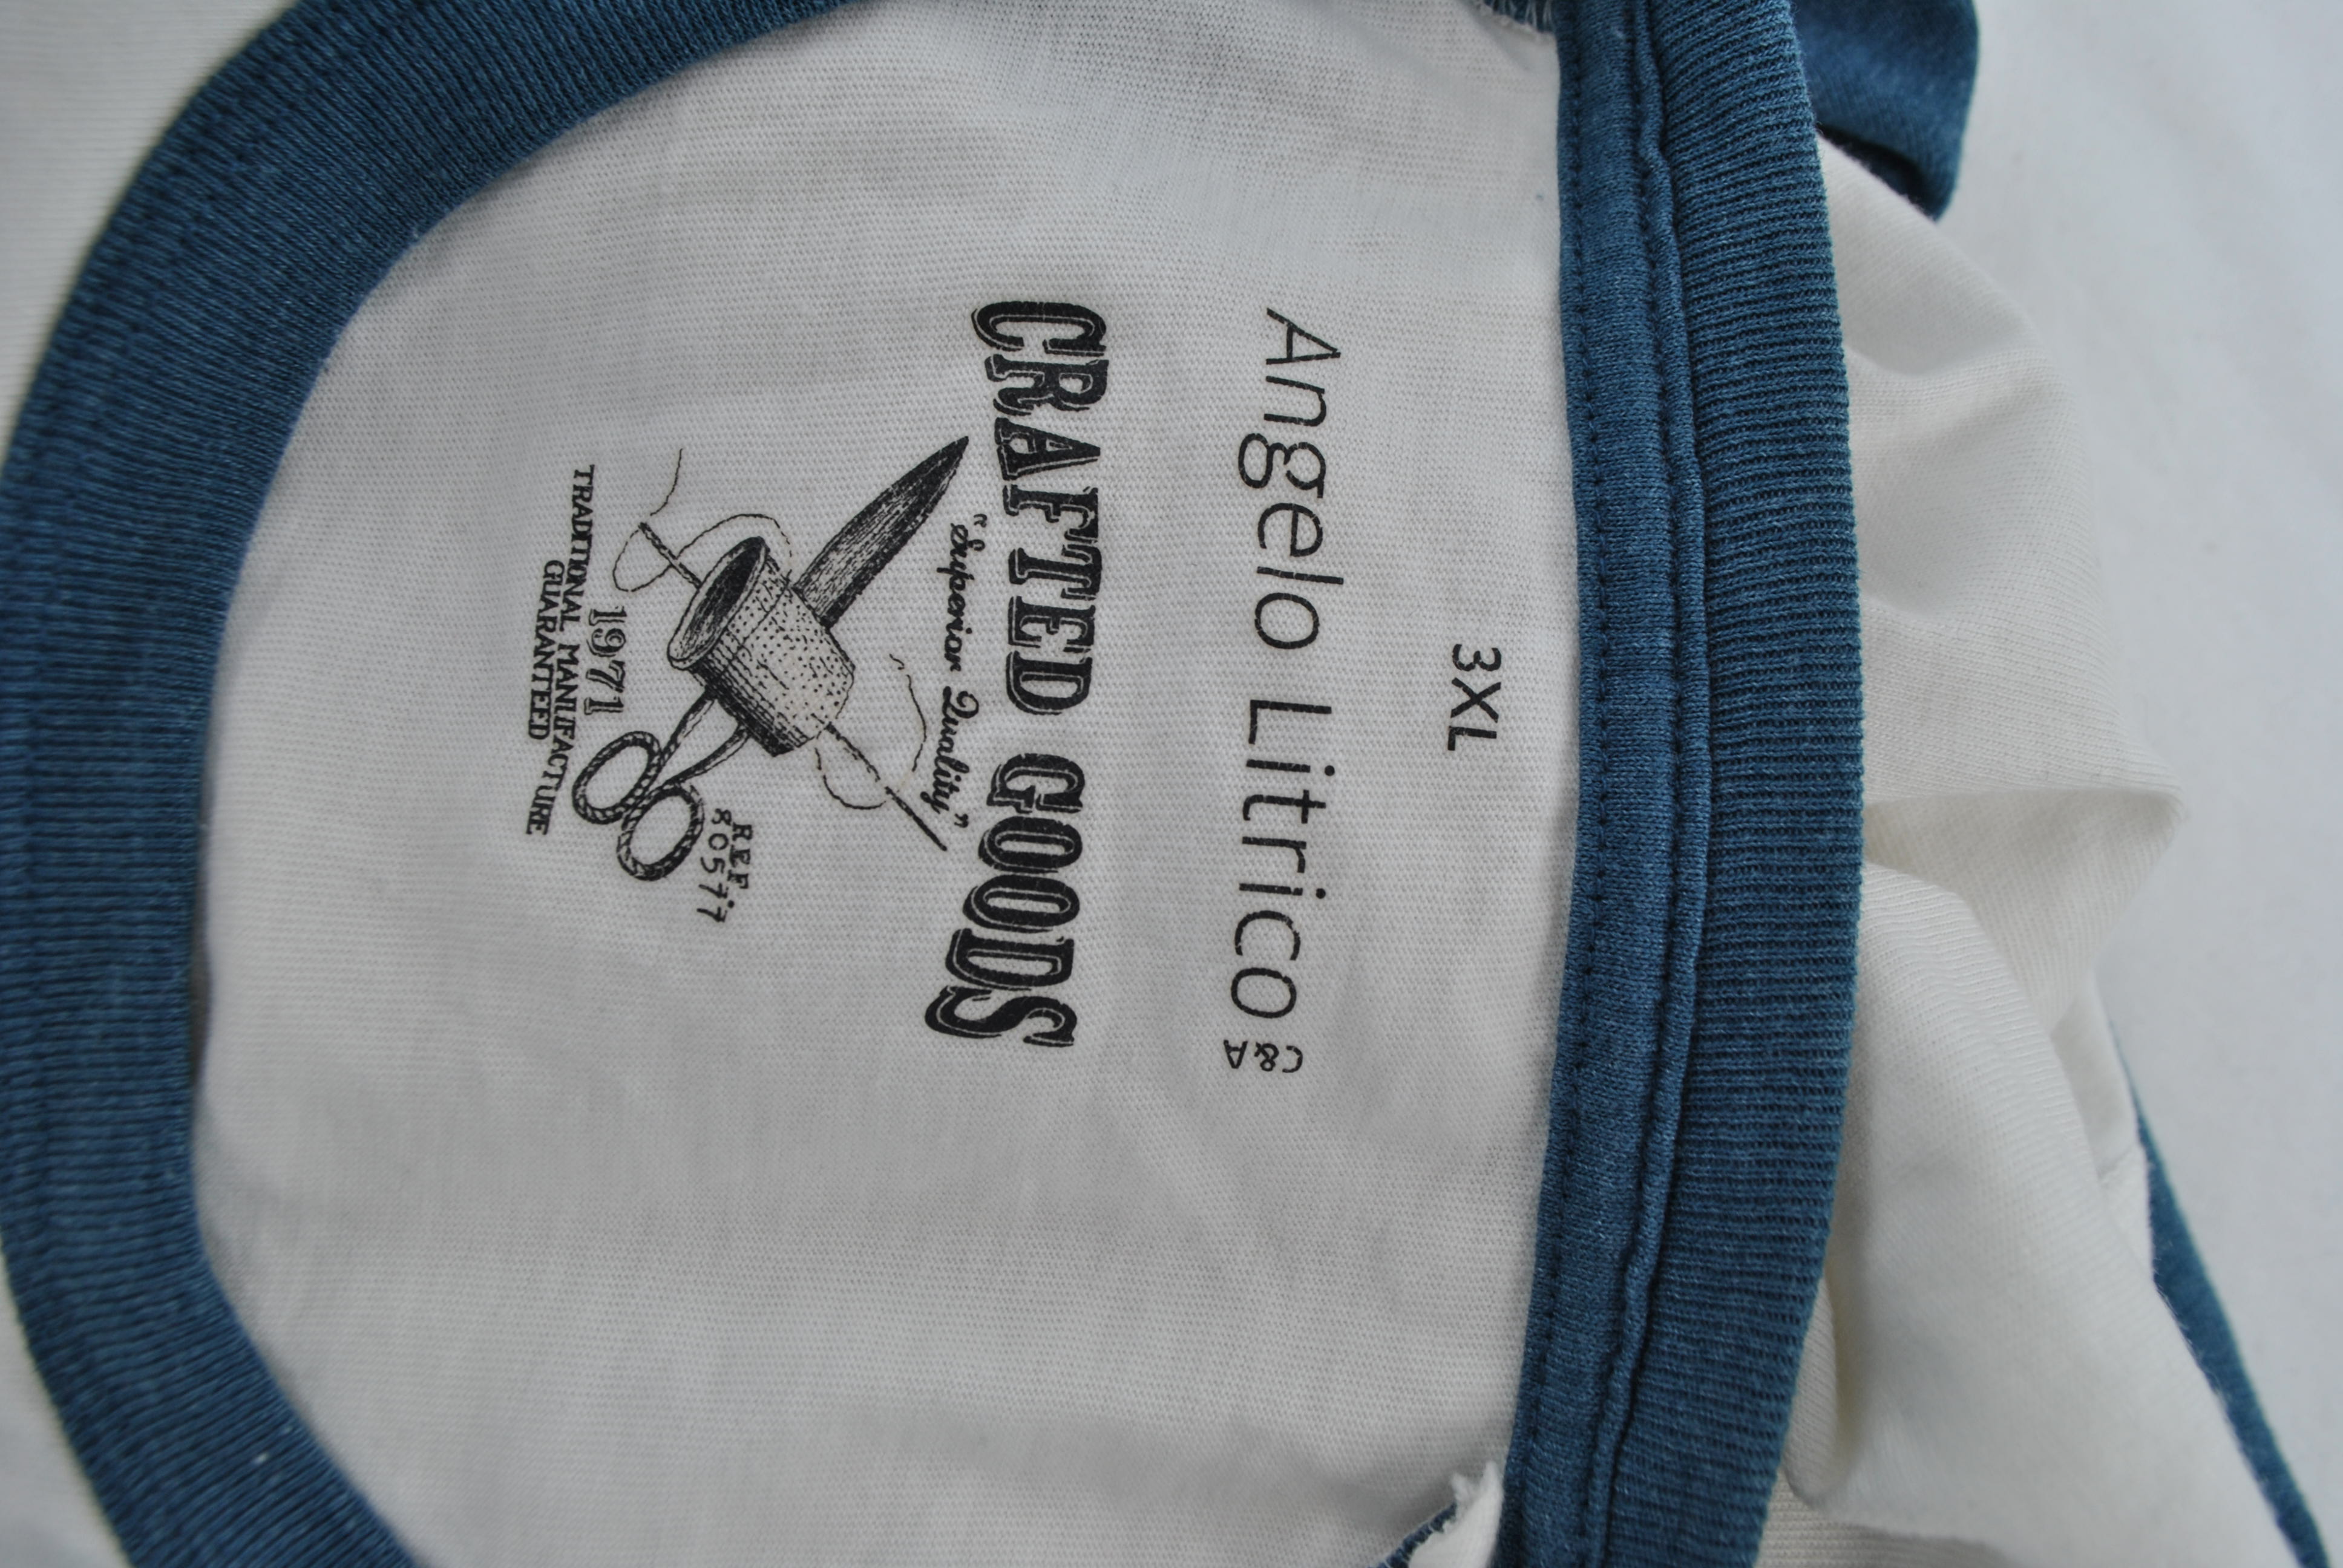 3XL
Angelo Litrico C&A
CRAFTED GOODS
"Superior Quality"
REF.
80577
1971
TRADITIONAL MANUFACTURE
GUARANTEED